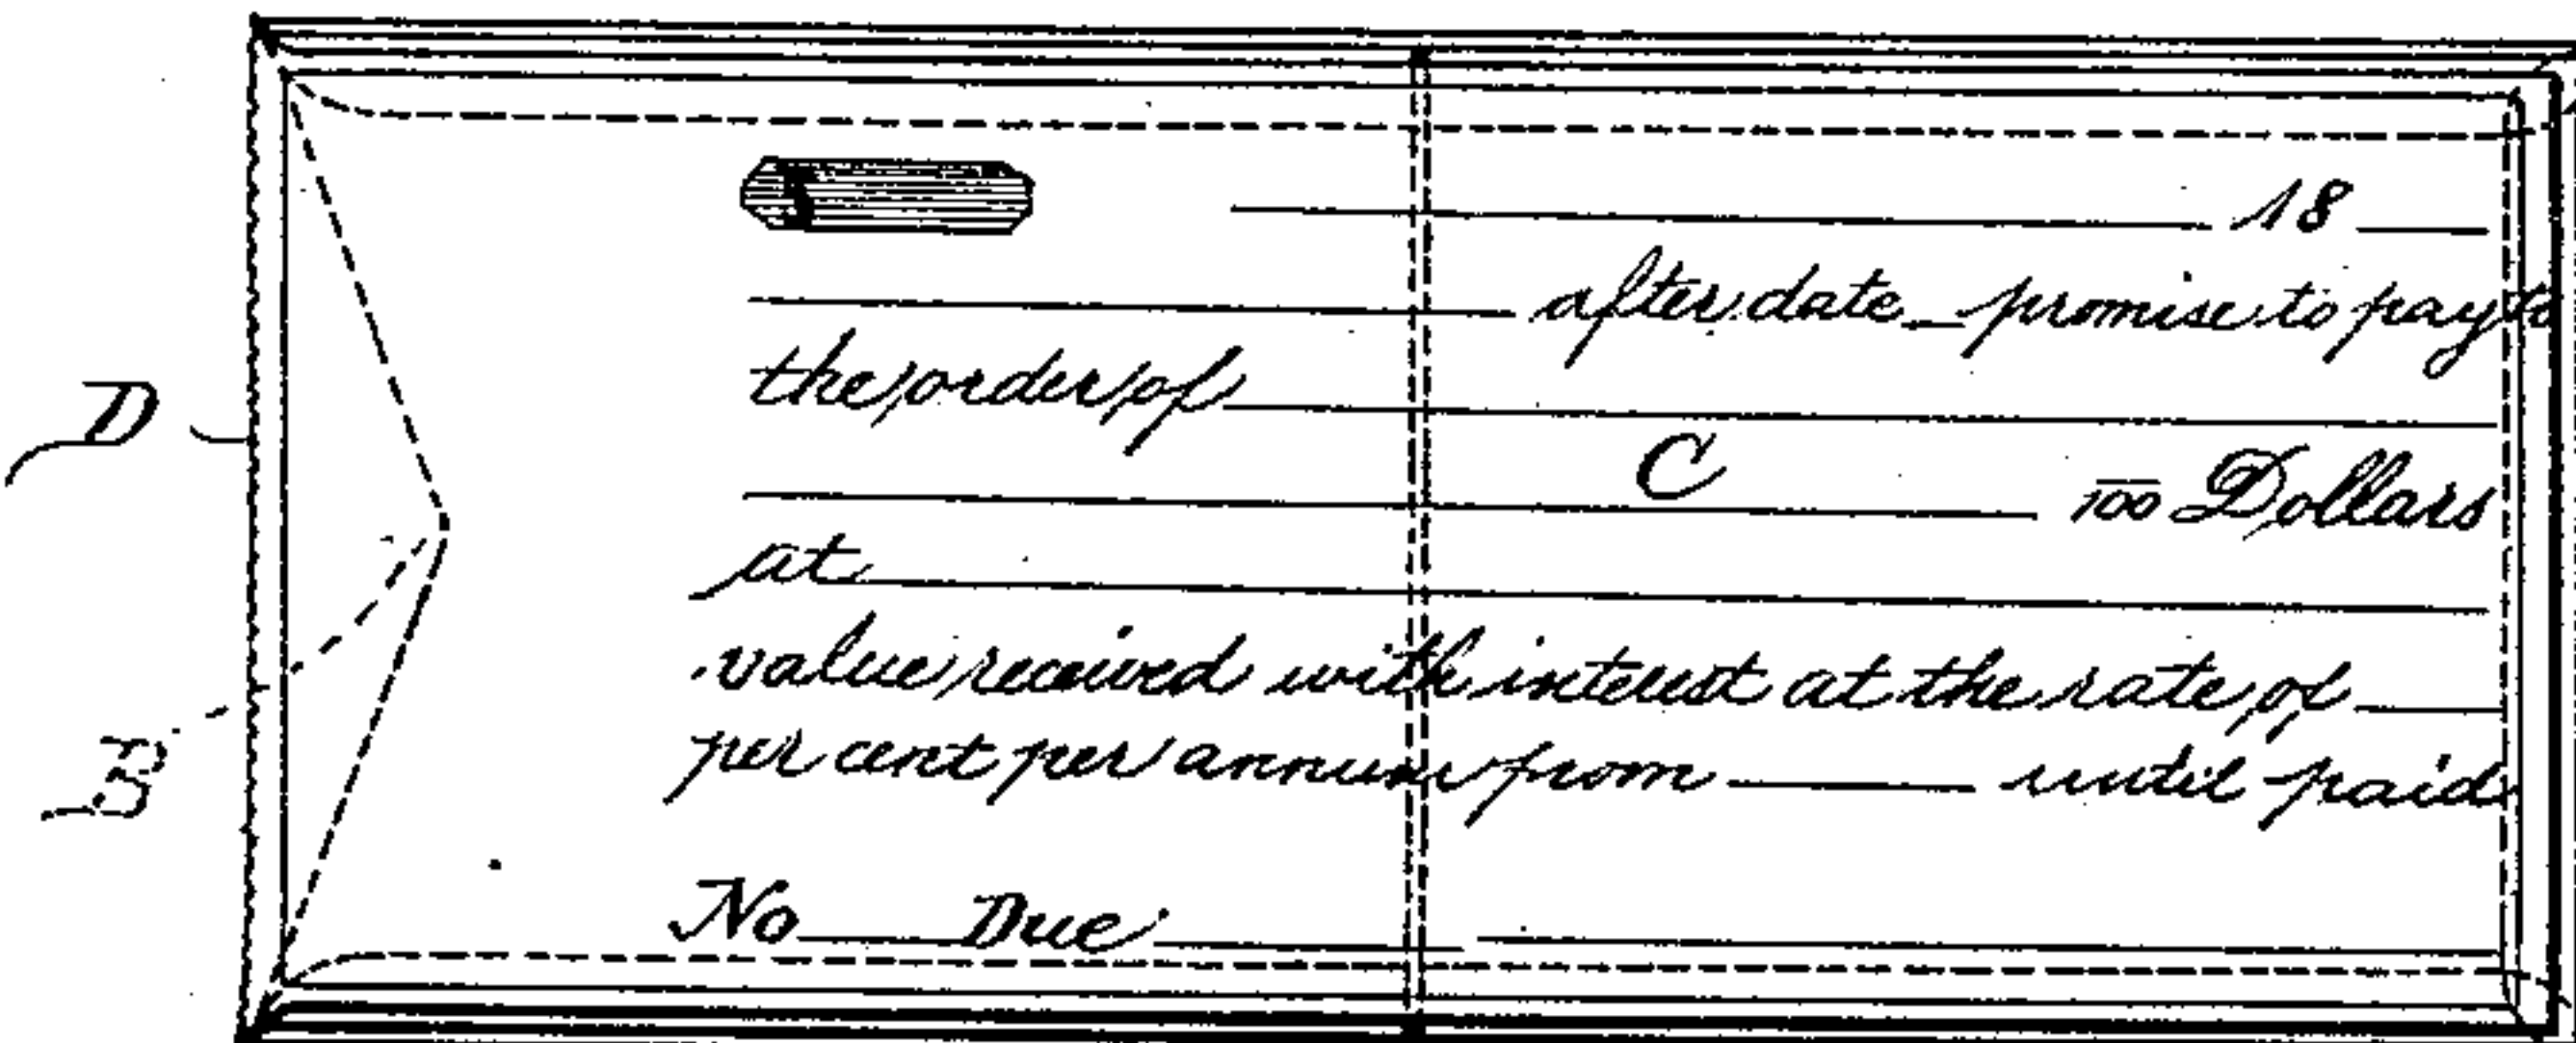 $
18
after date promise to pay to
the order of
C
100 Dollars
at
value received with interest at the rate of
per cent per annum from until paid
No Due
D
B